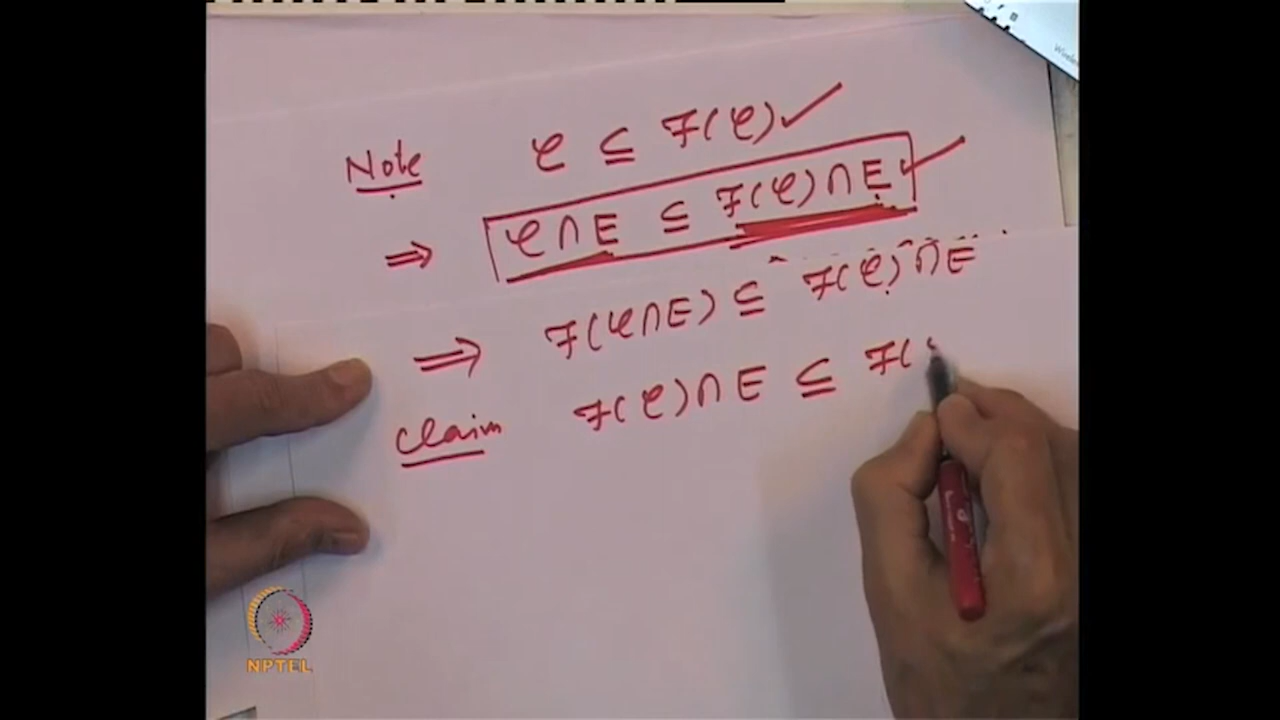 Note 𝒞 ⊆ 𝓕(𝒞) ✓
⇒ 𝒞∩E ⊆ 𝓕(𝒞)∩E ✓
⇒ 𝓕(𝒞∩E) ⊆ 𝓕(𝒞)∩E
Claim 𝓕(𝒞)∩E ⊆ 𝓕(
NPTEL